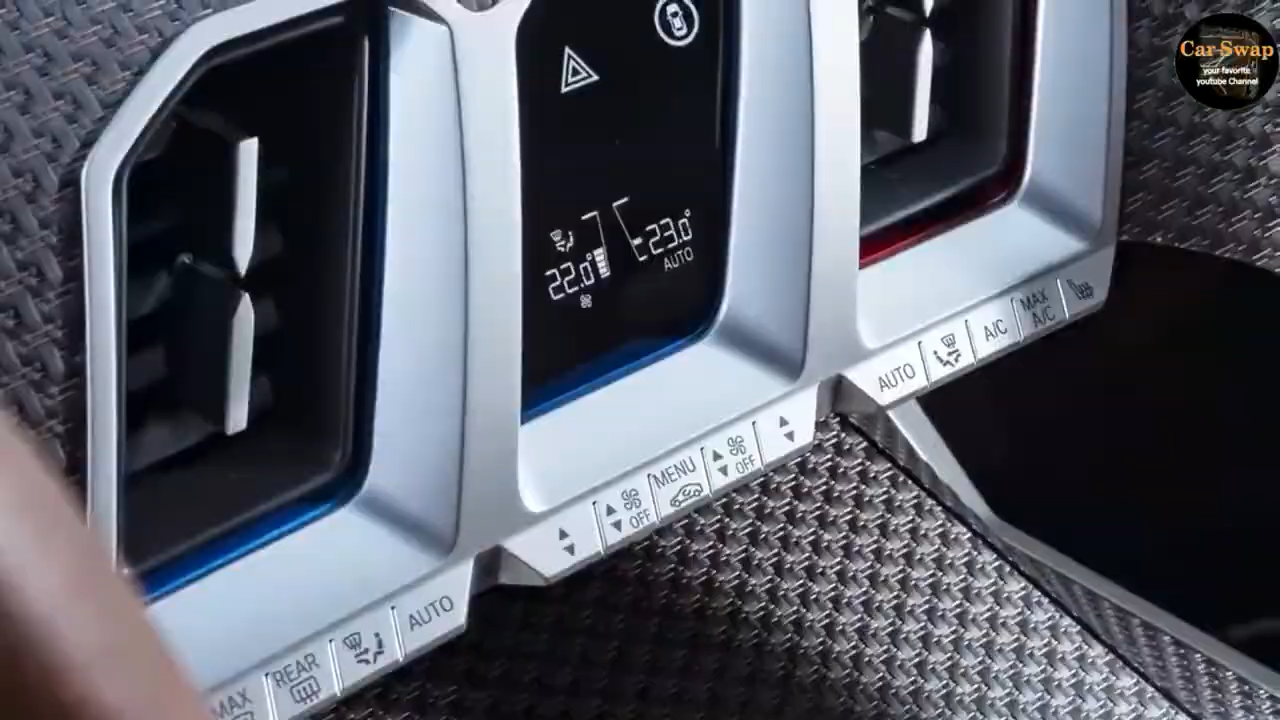 Car Swap
your favorite
youtube Channel
22.0°
23.0°
AUTO
MAX
REAR
AUTO
OFF
MENU
OFF
AUTO
A/C
MAX
A/C